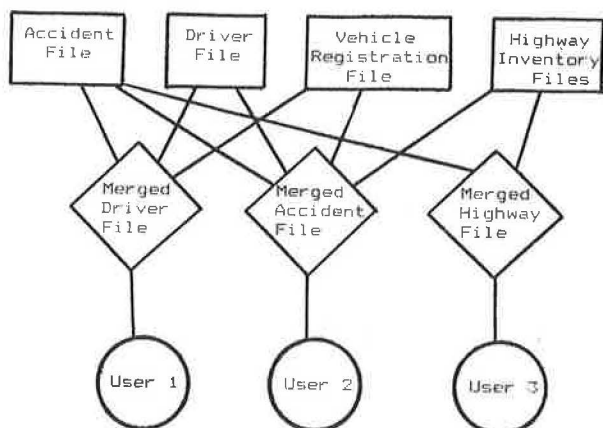 Accident
File
Driver
File
Vehicle
Registration
File
Highway
Inventory
Files
Merged
Driver
File
Merged
Accident
File
Merged
Highway
File
User 1
User 2
User 3